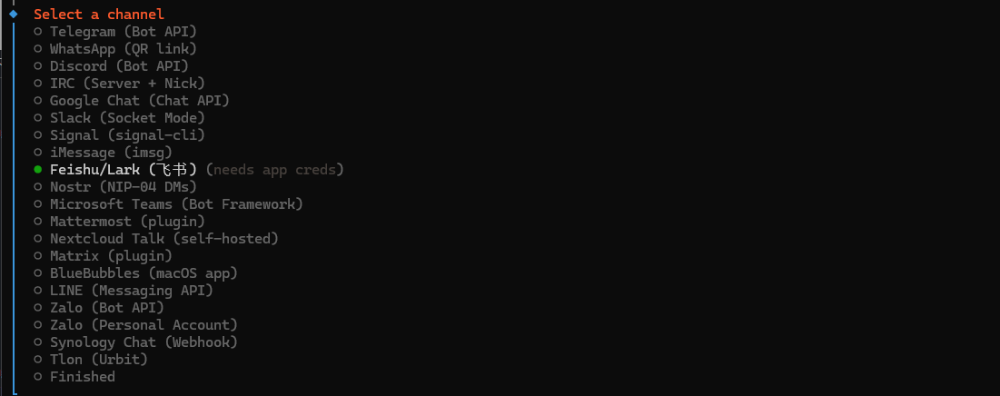 Select a channel
Telegram (Bot API)
WhatsApp (QR link)
Discord (Bot API)
IRC (Server + Nick)
Google Chat (Chat API)
Slack (Socket Mode)
Signal (signal-cli)
iMessage (imsg)
Feishu/Lark (飞书) (needs app creds)
Nostr (NIP-04 DMs)
Microsoft Teams (Bot Framework)
Mattermost (plugin)
Nextcloud Talk (self-hosted)
Matrix (plugin)
BlueBubbles (macOS app)
LINE (Messaging API)
Zalo (Bot API)
Zalo (Personal Account)
Synology Chat (Webhook)
Tlon (Urbit)
Finished